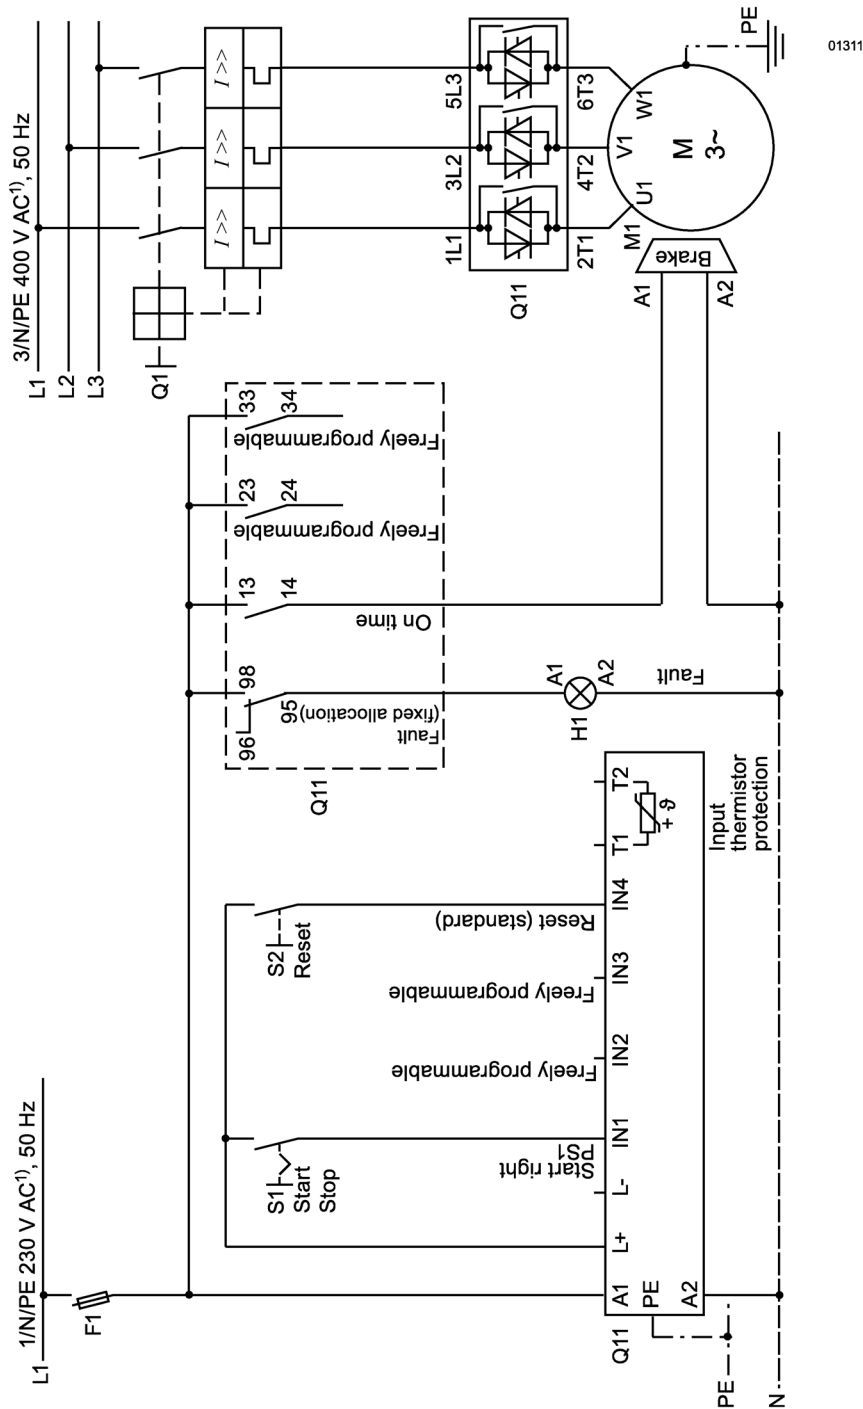 1/N/PE 230 V AC1), 50 Hz
L1
F1
S1
Start
Stop
S2
Reset
Start right
PS1
Freely programmable
Freely programmable
Reset (standard)
Q11
A1
L+
L-
IN1
IN2
IN3
IN4
T1
T2
PE
+ϑ
A2
Input
thermistor
protection
PE
N
Q11
96
98
95
Fault
(fixed allocation)
13
14
On time
23
24
Freely programmable
33
34
Freely programmable
H1
A1
A2
Fault
3/N/PE 400 V AC1), 50 Hz
L1
L2
L3
Q1
I >>
I >>
I >>
Q11
1L1
3L2
5L3
2T1
4T2
6T3
M1
U1
V1
W1
M
3~
PE
Brake
A1
A2
01311